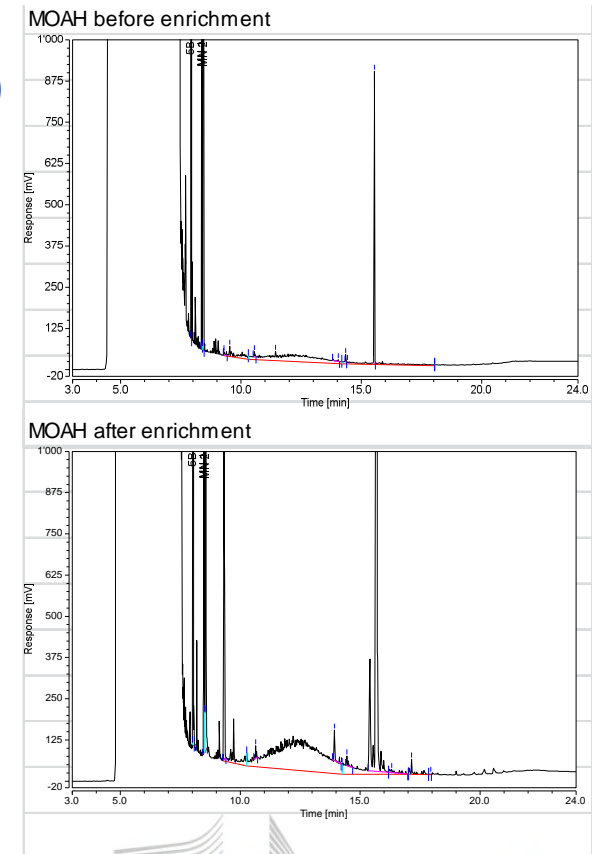 MOAH before enrichment
1'000
875
750
625
500
375
250
125
-20
Response [mV]
5B
MN 2
3.0 5.0 10.0 15.0 20.0 24.0
Time [min]
MOAH after enrichment
1'000
875
750
625
500
375
250
125
-20
Response [mV]
5B
MN 2
3.0 5.0 10.0 15.0 20.0 24.0
Time [min]